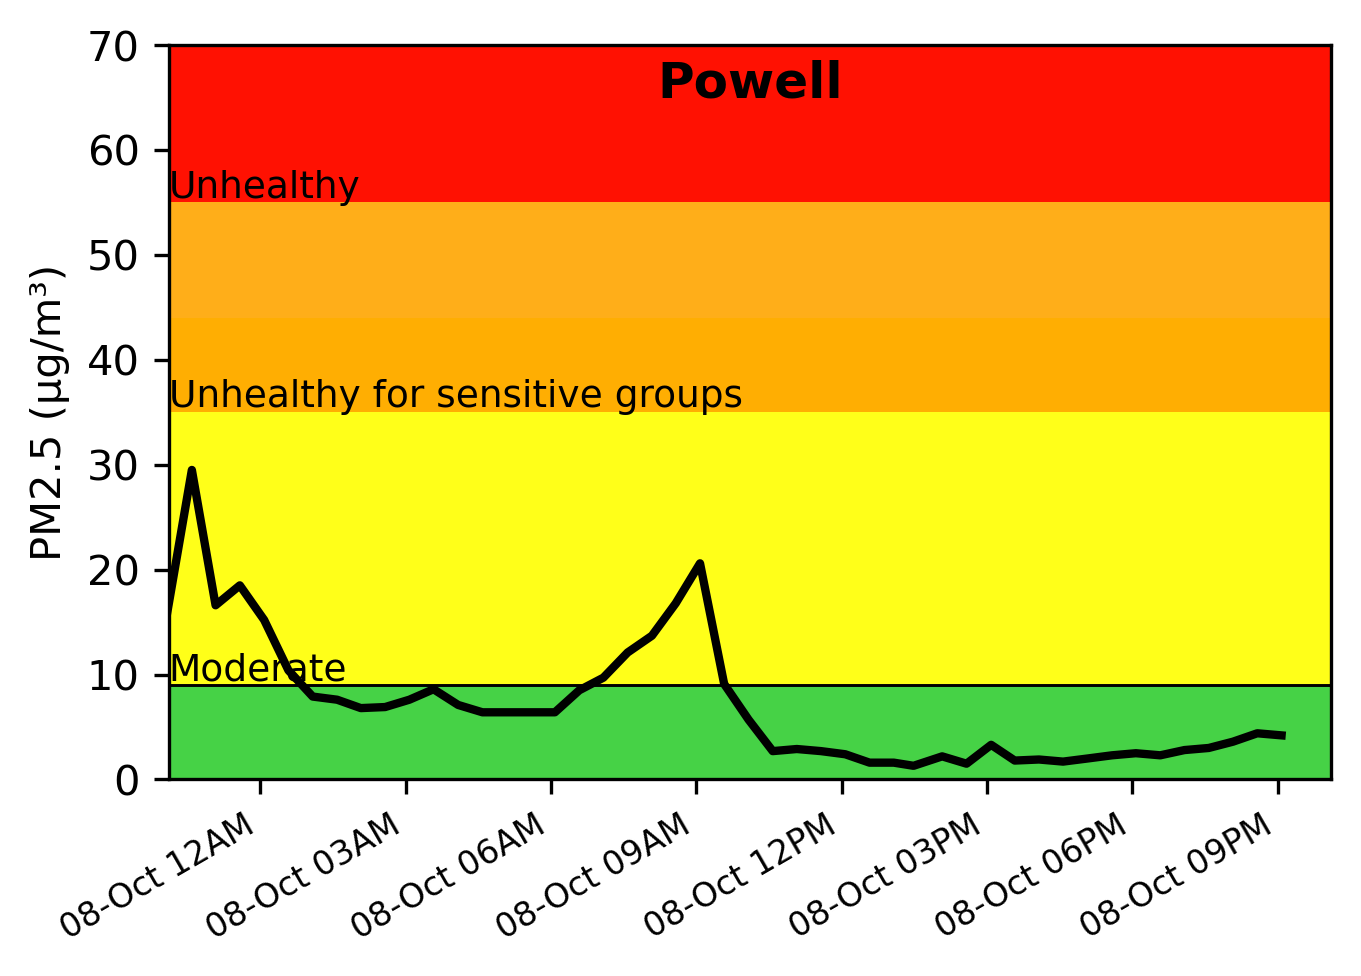 Powell
PM2.5 (µg/m³)
70
60
50
40
30
20
10
0
Unhealthy
Unhealthy for sensitive groups
Moderate
08-Oct 12AM
08-Oct 03AM
08-Oct 06AM
08-Oct 09AM
08-Oct 12PM
08-Oct 03PM
08-Oct 06PM
08-Oct 09PM